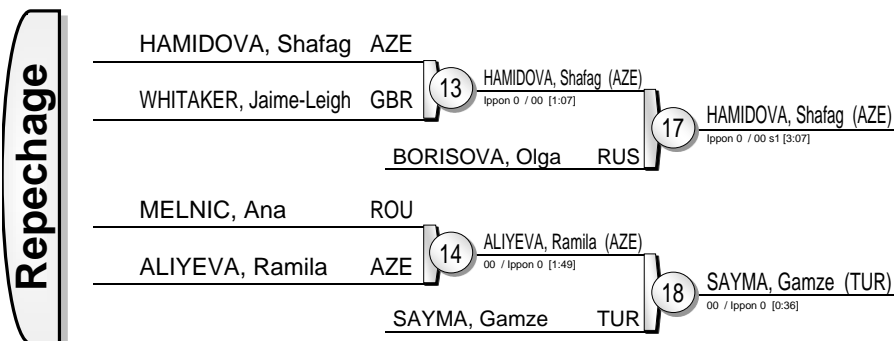 Repechage
HAMIDOVA, Shafag AZE
WHITAKER, Jaime-Leigh GBR
13
HAMIDOVA, Shafag (AZE)
Ippon 0 / 00 [1:07]
BORISOVA, Olga RUS
17
HAMIDOVA, Shafag (AZE)
Ippon 0 / 00 s1 [3:07]
MELNIC, Ana ROU
ALIYEVA, Ramila AZE
14
ALIYEVA, Ramila (AZE)
00 / Ippon 0 [1:49]
SAYMA, Gamze TUR
18
SAYMA, Gamze (TUR)
00 / Ippon 0 [0:36]